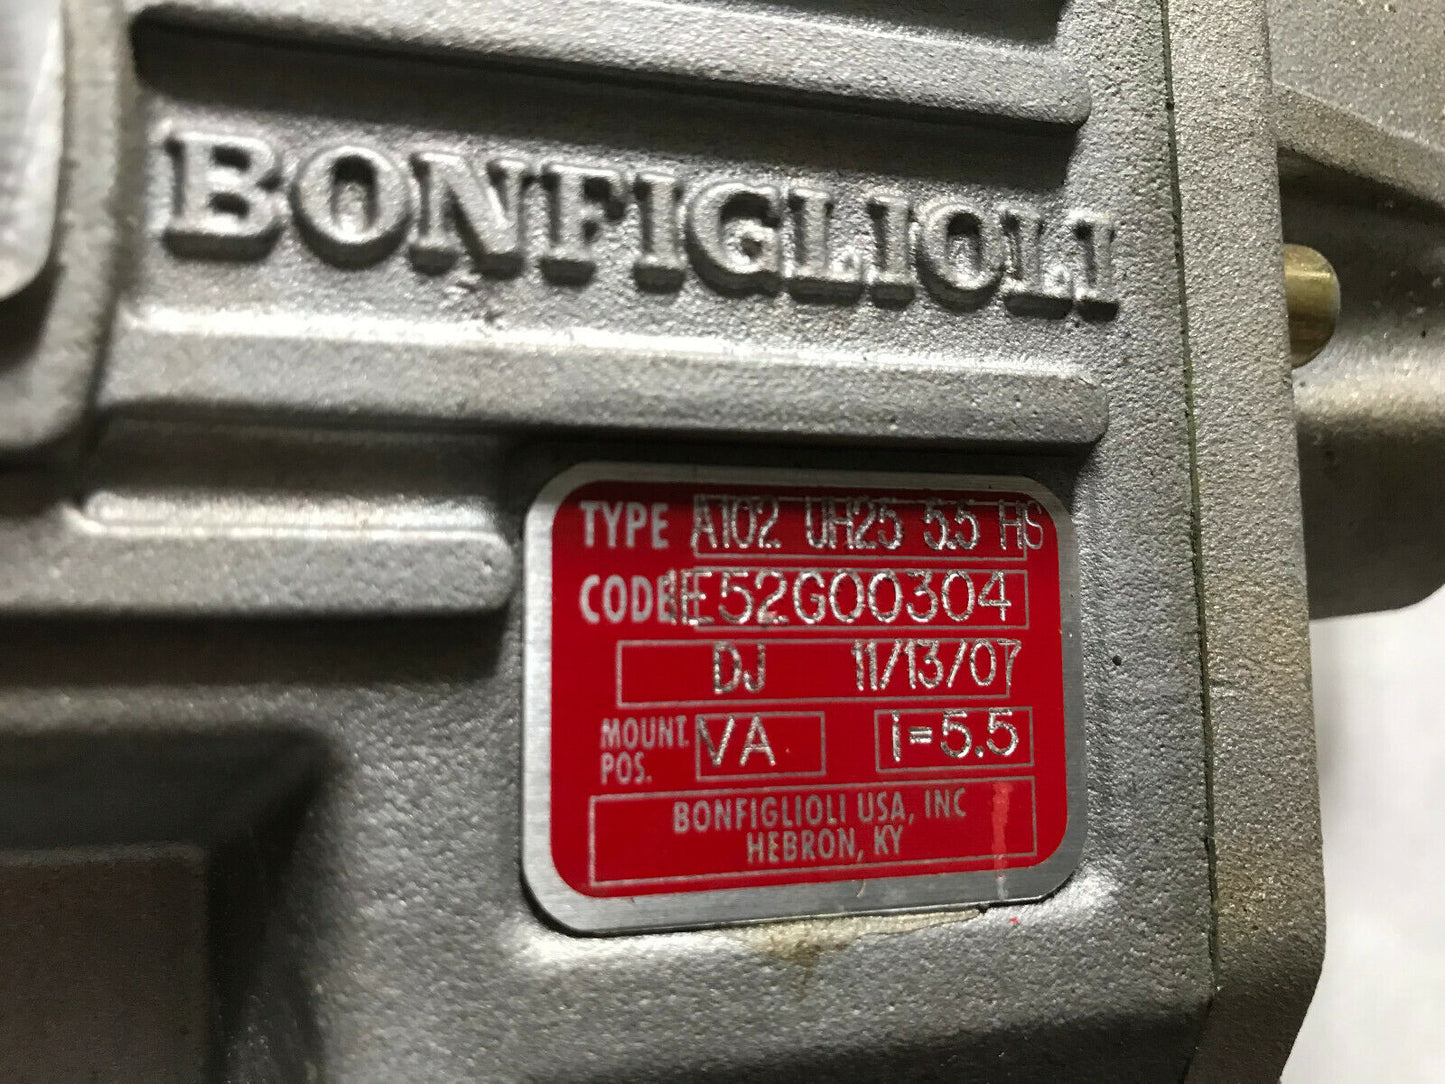 BONFIGLIOLI
TYPE A102 UH25 5.5 HS
CODE 1E52G00304
DJ 11/13/07
MOUNT. POS. VA i=5.5
BONFIGLIOLI USA, INC
HEBRON, KY